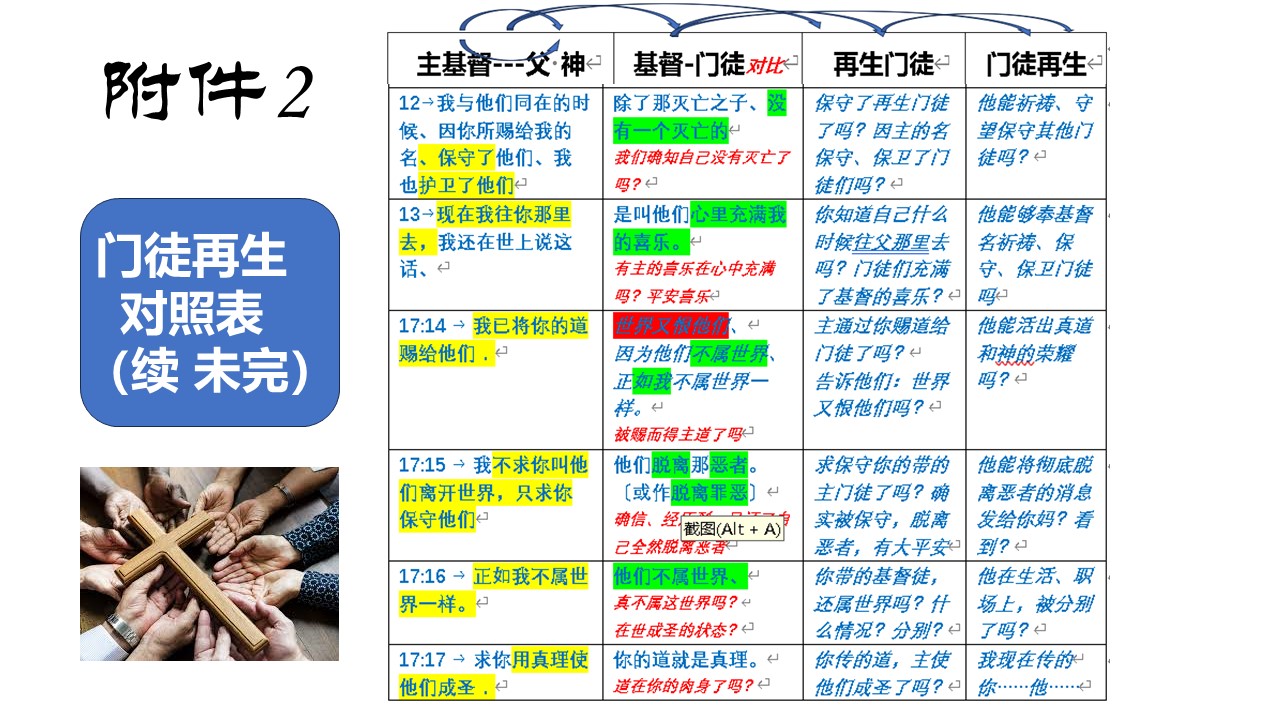 附件2
门徒再生
对照表
(续 未完)
主基督---父 神
基督-门徒对比
再生门徒
门徒再生
12→我与他们同在的时
候、因你所赐给我的
名、保守了他们、我
也护卫了他们
除了那灭亡之子、没
有一个灭亡的
我们确知自己没有灭亡了
吗？
保守了再生门徒
了吗？因主的名
保守、保卫了门
徒们吗？
他能祈祷、守
望保守其他门
徒吗？
13→现在我往你那里
去，我还在世上说这
话、
是叫他们心里充满我
的喜乐。
有主的喜乐在心中充满
吗？平安喜乐
你知道自己什么
时候往父那里去
吗？门徒们充满
了基督的喜乐？
他能够奉基督
名祈祷、保
守、保卫门徒
吗
17:14 → 我已将你的道
赐给他们．
世界又恨他们、
因为他们不属世界、
正如我不属世界一
样。
被赐而得主道了吗
主通过你赐道给
门徒了吗？
告诉他们：世界
又恨他们吗？
他能活出真道
和神的荣耀
吗？
17:15 → 我不求你叫他
们离开世界，只求你
保守他们
他们脱离那恶者。
〔或作脱离罪恶〕
确信、经
自
己全然脱离恶者
截图(Alt + A)
求保守你的带的
主门徒了吗？确
实被保守，脱离
恶者，有大平安
他能将彻底脱
离恶者的消息
发给你妈？看
到？
17:16 → 正如我不属世
界一样。
他们不属世界、
真不属这世界吗？
在世成圣的状态？
你带的基督徒，
还属世界吗？什
么情况？分别？
他在生活、职
场上，被分别
了吗？
17:17 → 求你用真理使
他们成圣．
你的道就是真理。
道在你的肉身了吗？
你传的道，主使
他们成圣了吗？
我现在传的
你……他……